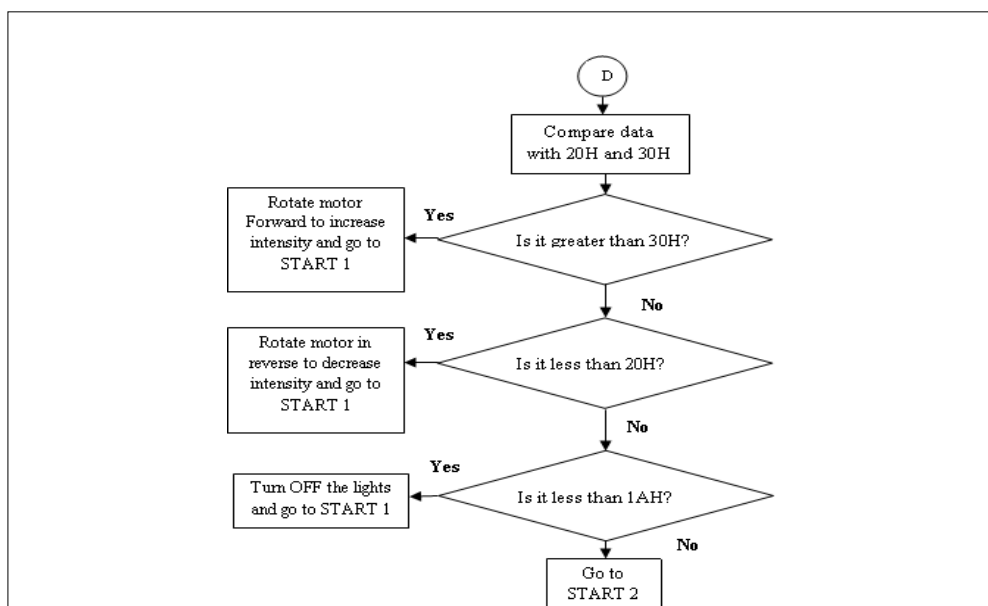 D
Compare data
with 20H and 30H
Rotate motor
Forward to increase
intensity and go to
START 1
Yes
Is it greater than 30H?
No
Rotate motor in
reverse to decrease
intensity and go to
START 1
Yes
Is it less than 20H?
No
Turn OFF the lights
and go to START 1
Yes
Is it less than 1AH?
No
Go to
START 2